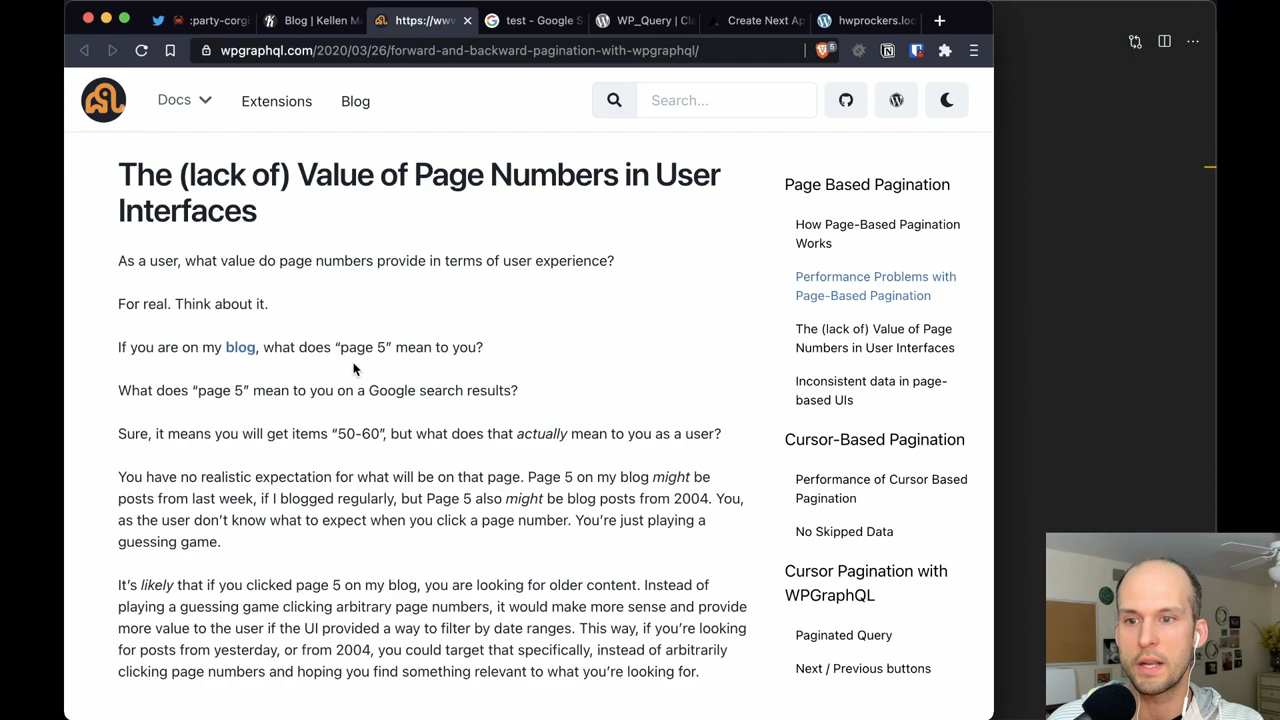 :party-corgi
Blog | Kellen M
https://www
test - Google S
WP_Query | Cl
Create Next Ap
hwprockers.loc
wpgraphql.com/2020/03/26/forward-and-backward-pagination-with-wpgraphql/
5
Docs
Extensions
Blog
Search...
The (lack of) Value of Page Numbers in User
Interfaces
As a user, what value do page numbers provide in terms of user experience?
For real. Think about it.
If you are on my blog, what does “page 5” mean to you?
What does “page 5” mean to you on a Google search results?
Sure, it means you will get items “50-60”, but what does that actually mean to you as a user?
You have no realistic expectation for what will be on that page. Page 5 on my blog might be
posts from last week, if I blogged regularly, but Page 5 also might be blog posts from 2004. You,
as the user don’t know what to expect when you click a page number. You’re just playing a
guessing game.
It’s likely that if you clicked page 5 on my blog, you are looking for older content. Instead of
playing a guessing game clicking arbitrary page numbers, it would make more sense and provide
more value to the user if the UI provided a way to filter by date ranges. This way, if you’re looking
for posts from yesterday, or from 2004, you could target that specifically, instead of arbitrarily
clicking page numbers and hoping you find something relevant to what you’re looking for.
Page Based Pagination
How Page-Based Pagination
Works
Performance Problems with
Page-Based Pagination
The (lack of) Value of Page
Numbers in User Interfaces
Inconsistent data in page-
based UIs
Cursor-Based Pagination
Performance of Cursor Based
Pagination
No Skipped Data
Cursor Pagination with
WPGraphQL
Paginated Query
Next / Previous buttons